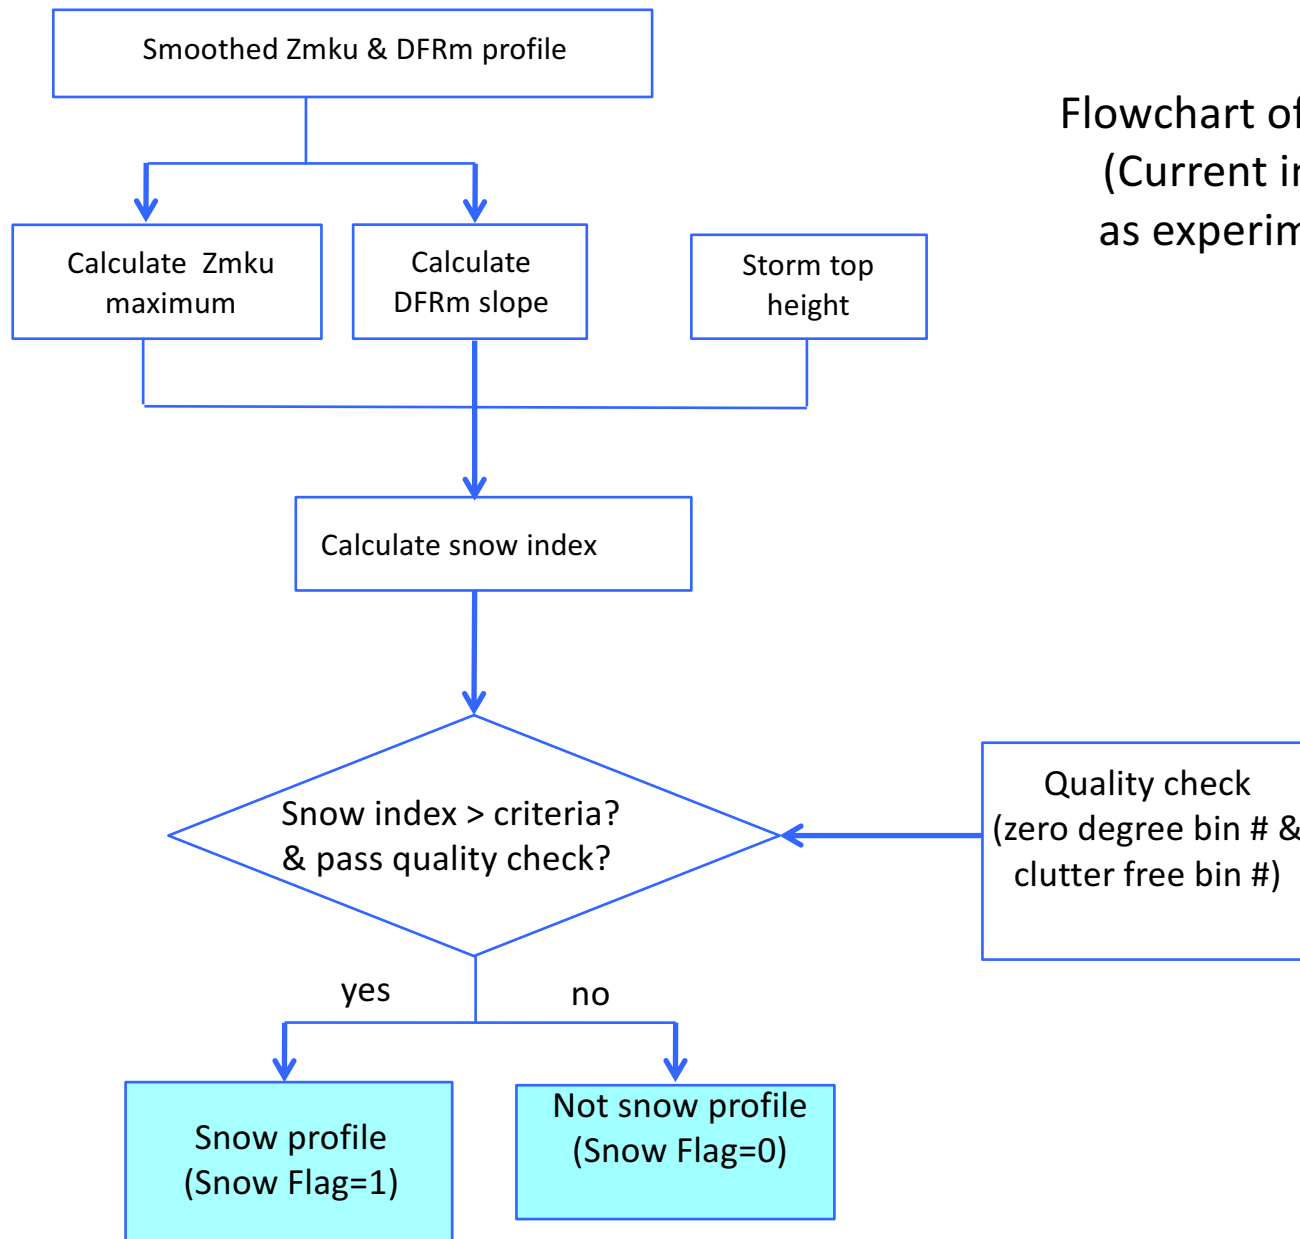 Smoothed Zmku & DFRm profile
Flowchart of
(Current
as
Calculate Zmku
maximum
Calculate
DFRm slope
Storm top
height
Calculate snow index
Snow index > criteria?
& pass quality check?
Quality check
(zero degree bin # &
clutter free bin #)
yes
no
Snow profile
(Snow Flag=1)
Not snow profile
(Snow Flag=0)